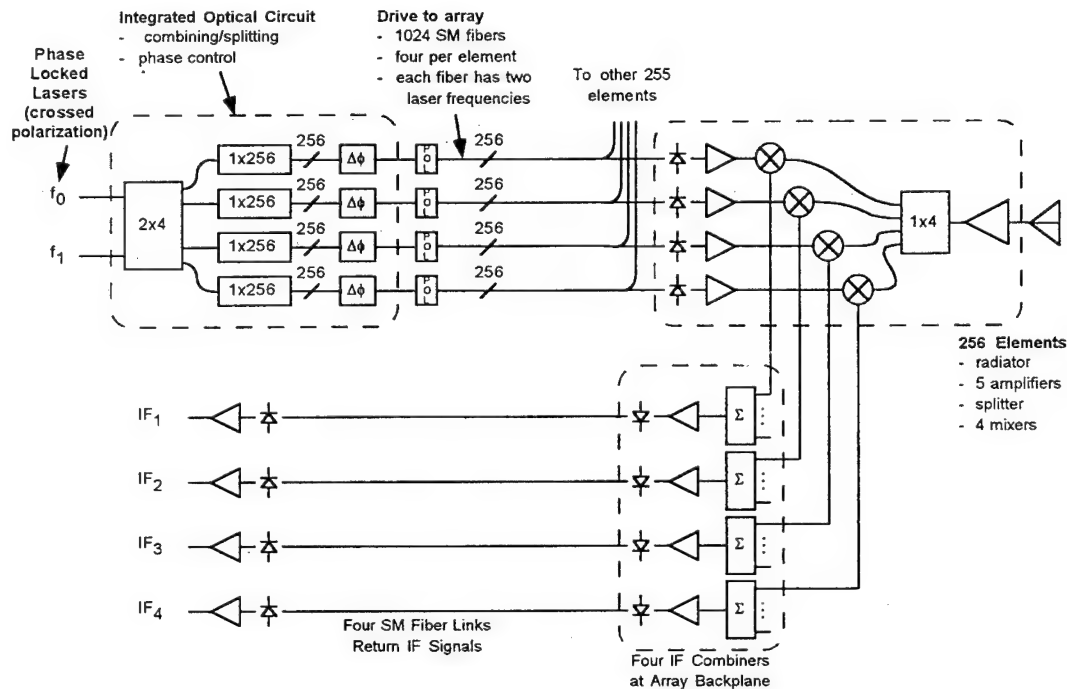 Integrated Optical Circuit
- combining/splitting
- phase control
Drive to array
- 1024 SM fibers
- four per element
- each fiber has two
laser frequencies
Phase
Locked
Lasers
(crossed
polarization)
To other 255
elements
f0
f1
2x4
1x256
256
Δϕ
POL
256
1x256
256
Δϕ
POL
256
1x256
256
Δϕ
POL
256
1x256
256
Δϕ
POL
256
1x4
256 Elements
- radiator
- 5 amplifiers
- splitter
- 4 mixers
IF1
Σ
IF2
Σ
IF3
Σ
IF4
Σ
Four SM Fiber Links
Return IF Signals
Four IF Combiners
at Array Backplane